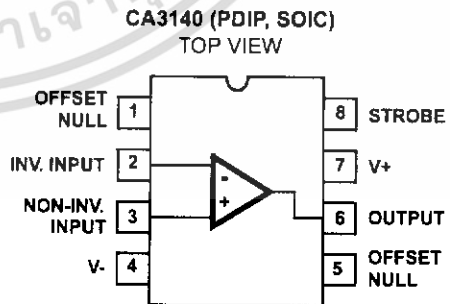 CA3140 (PDIP, SOIC)
TOP VIEW
OFFSET
NULL
1
INV. INPUT
2
NON-INV.
INPUT
3
V-
4
-
+
8
STROBE
7
V+
6
OUTPUT
5
OFFSET
NULL